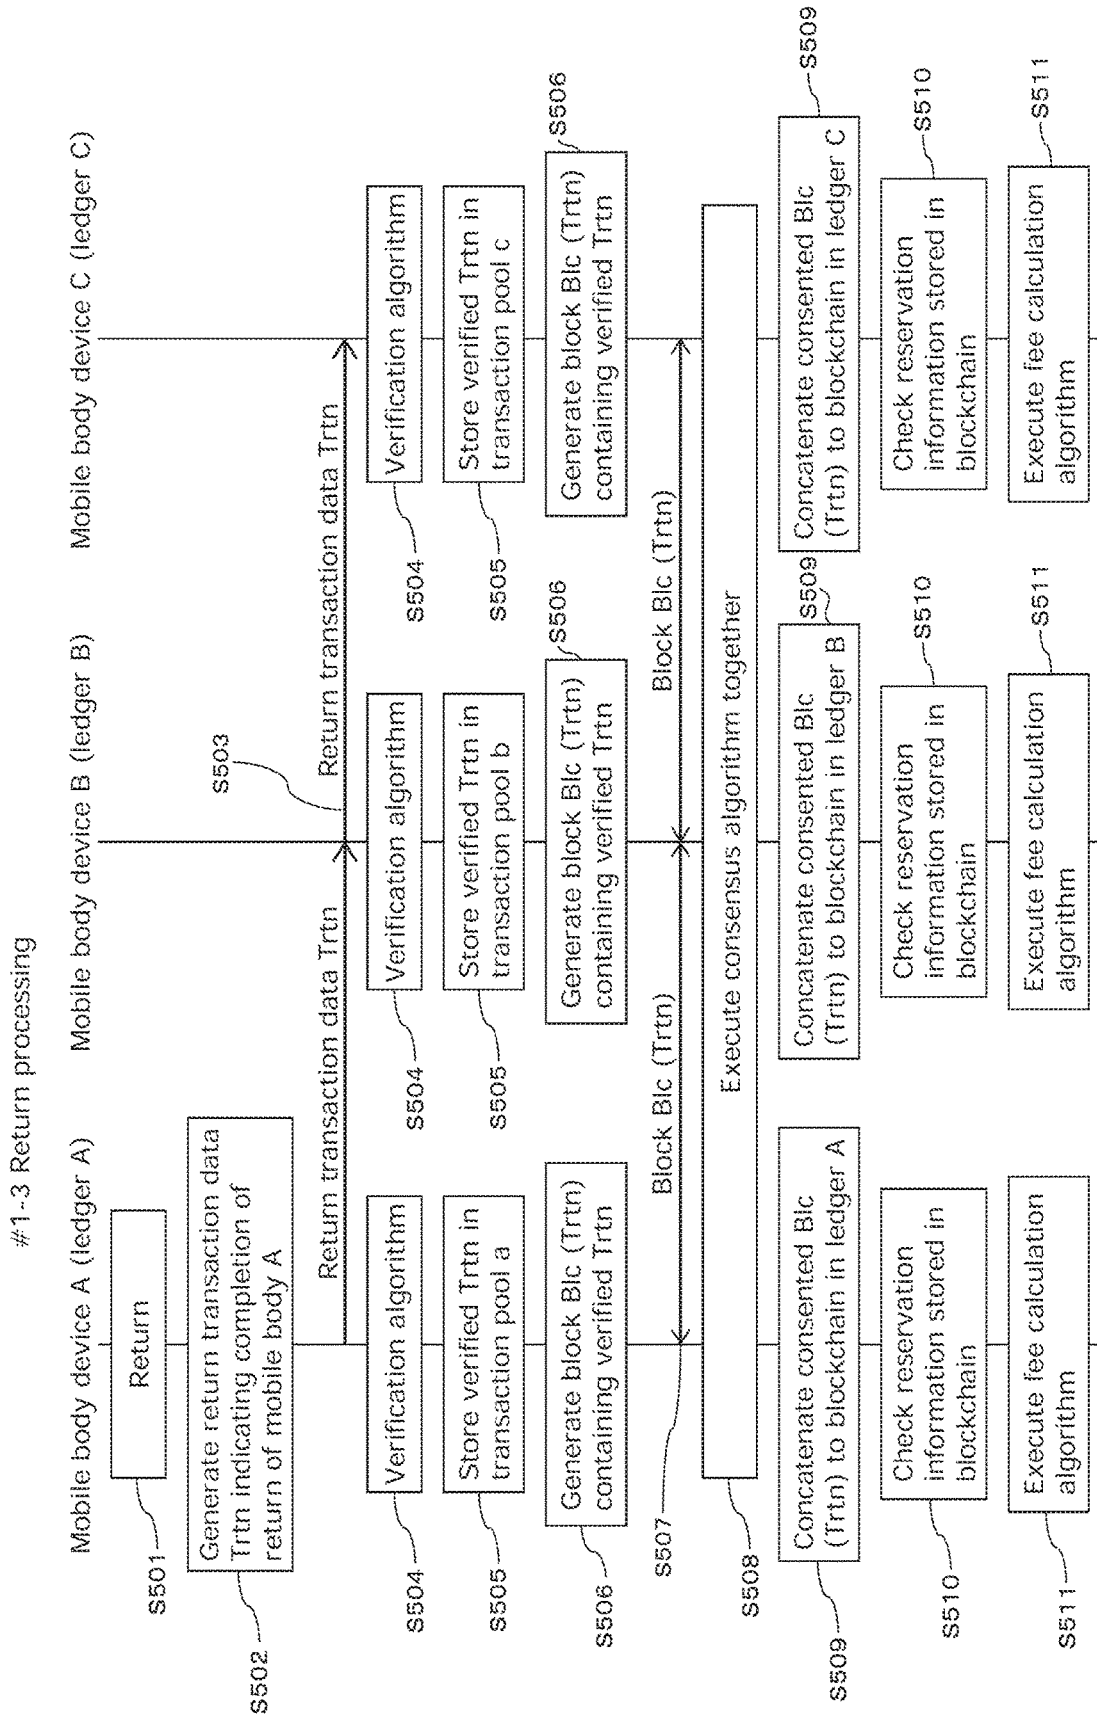 #1-3 Return processing
Mobile body device A (ledger A)
Mobile body device B (ledger B)
Mobile body device C (ledger C)
Return
S501
Generate return transaction data
Trtn indicating completion of
return of mobile body A
S502
S503
Return transaction data Trtn
Return transaction data Trtn
Verification algorithm
S504
Verification algorithm
S504
Verification algorithm
S504
Store verified Trtn in
transaction pool a
S505
Store verified Trtn in
transaction pool b
S505
Store verified Trtn in
transaction pool c
S505
Generate block Blc (Trtn)
containing verified Trtn
S506
Generate block Blc (Trtn)
containing verified Trtn
S506
Generate block Blc (Trtn)
containing verified Trtn
S506
S507
Block Blc (Trtn)
Block Blc (Trtn)
Execute consensus algorithm together
S508
Concatenate consented Blc
(Trtn) to blockchain in ledger A
S509
Concatenate consented Blc
(Trtn) to blockchain in ledger B
S509
Concatenate consented Blc
(Trtn) to blockchain in ledger C
S509
Check reservation
information stored in
blockchain
S510
Check reservation
information stored in
blockchain
S510
Check reservation
information stored in
blockchain
S510
Execute fee calculation
algorithm
S511
Execute fee calculation
algorithm
S511
Execute fee calculation
algorithm
S511